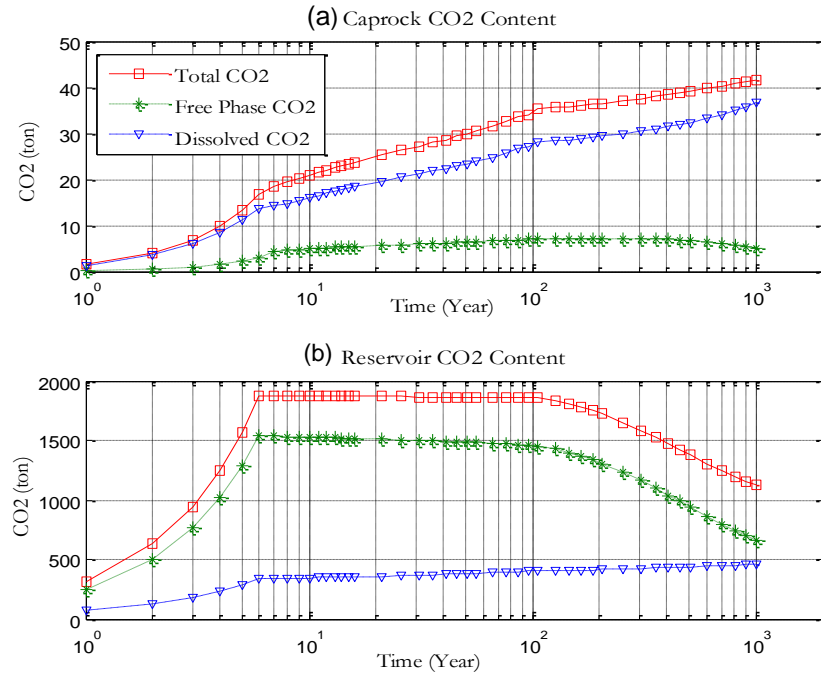 (a) Caprock CO2 Content
50
40
30
20
10
0
CO2 (ton)
Total CO2
Free Phase CO2
Dissolved CO2
10^0
10^1
10^2
10^3
Time (Year)
(b) Reservoir CO2 Content
2000
1500
1000
500
0
CO2 (ton)
10^0
10^1
10^2
10^3
Time (Year)